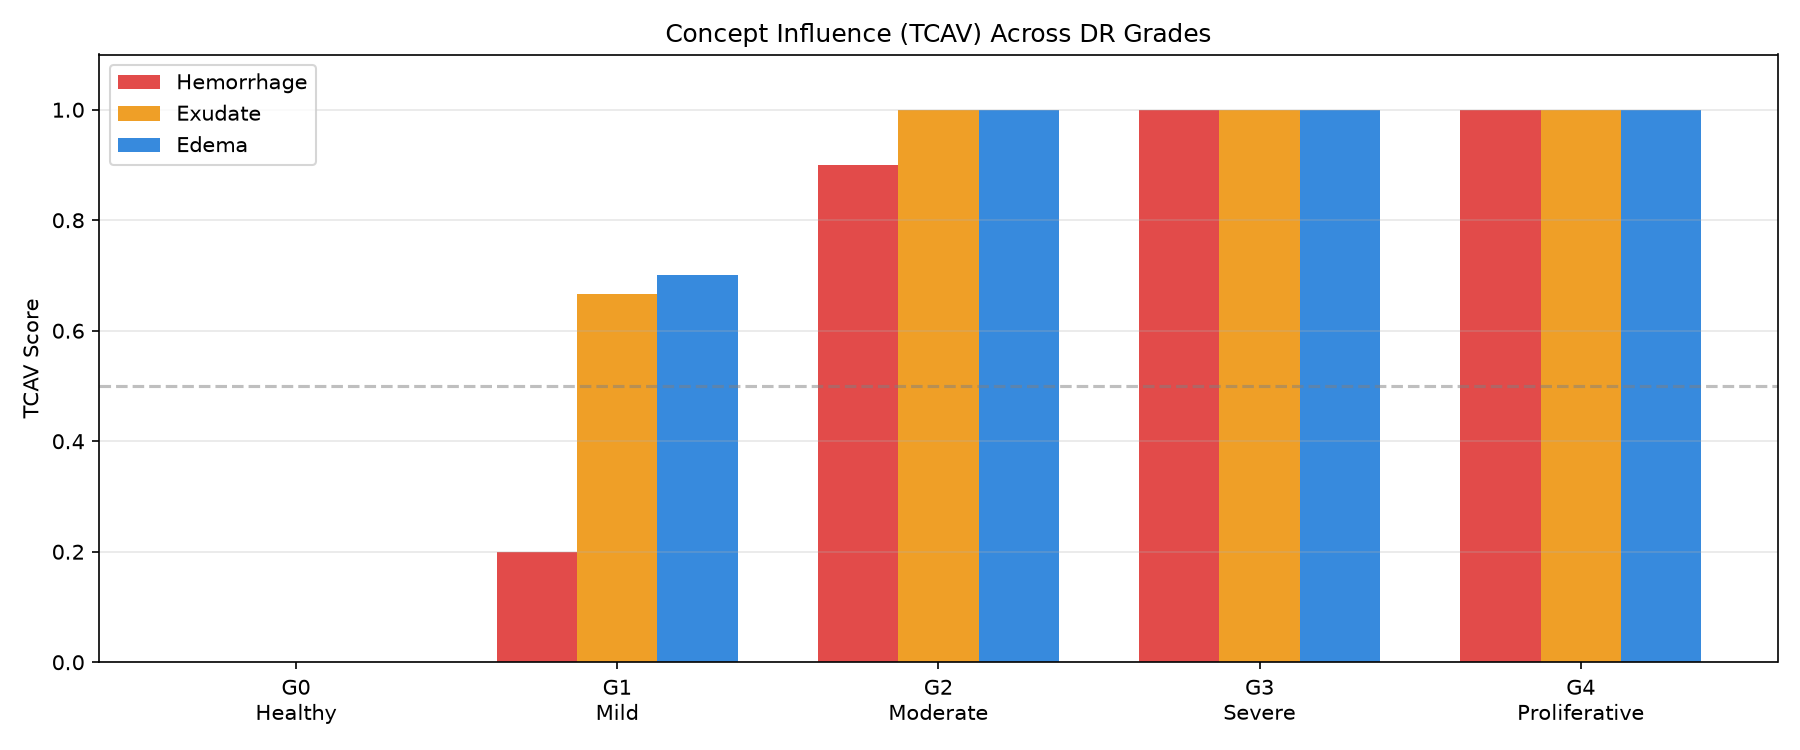 Concept Influence (TCAV) Across DR Grades
Hemorrhage
Exudate
Edema
TCAV Score
1.0
0.8
0.6
0.4
0.2
0.0
G0
Healthy
G1
Mild
G2
Moderate
G3
Severe
G4
Proliferative